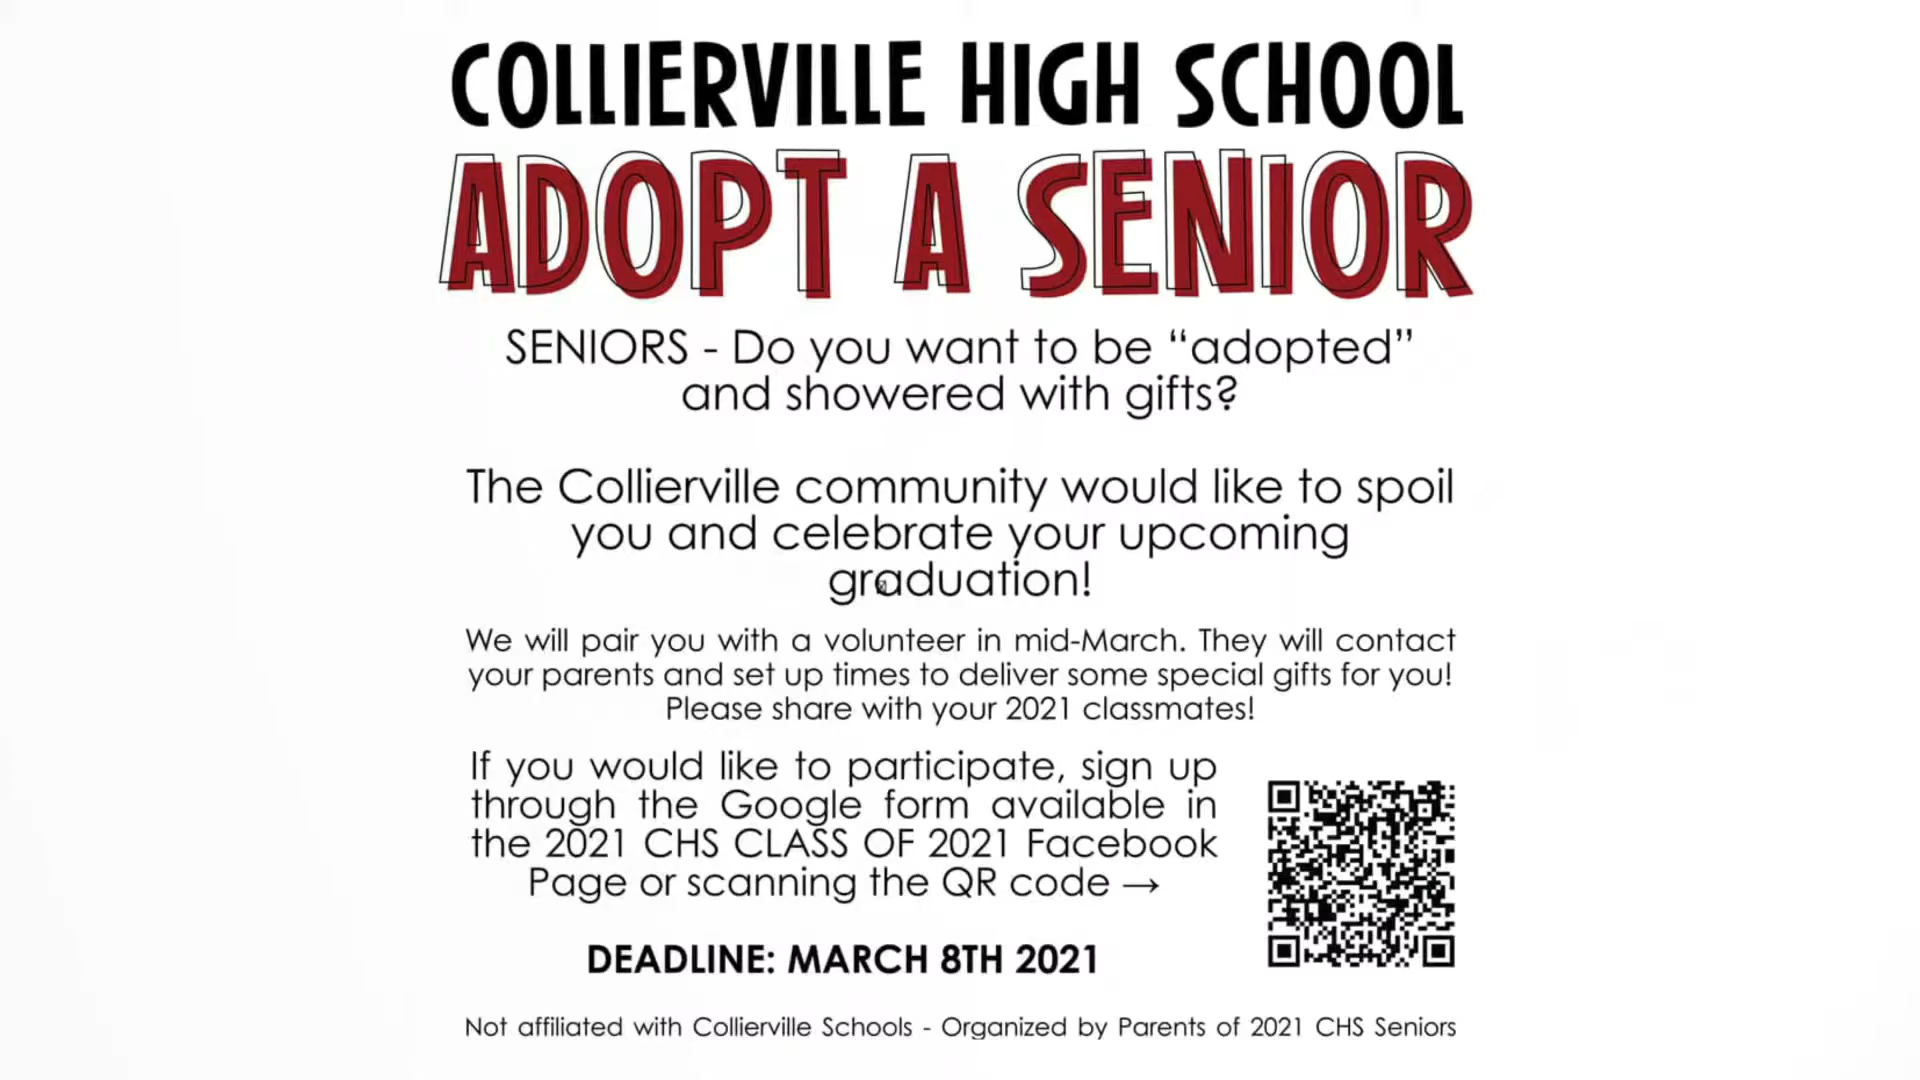 COLLIERVILLE HIGH SCHOOL
ADOPT A SENIOR
SENIORS - Do you want to be “adopted”
and showered with gifts?
The Collierville community would like to spoil
you and celebrate your upcoming
graduation!
We will pair you with a volunteer in mid-March. They will contact
your parents and set up times to deliver some special gifts for you!
Please share with your 2021 classmates!
If you would like to participate, sign up
through the Google form available in
the 2021 CHS CLASS OF 2021 Facebook
Page or scanning the QR code →
DEADLINE: MARCH 8TH 2021
Not affiliated with Collierville Schools - Organized by Parents of 2021 CHS Seniors